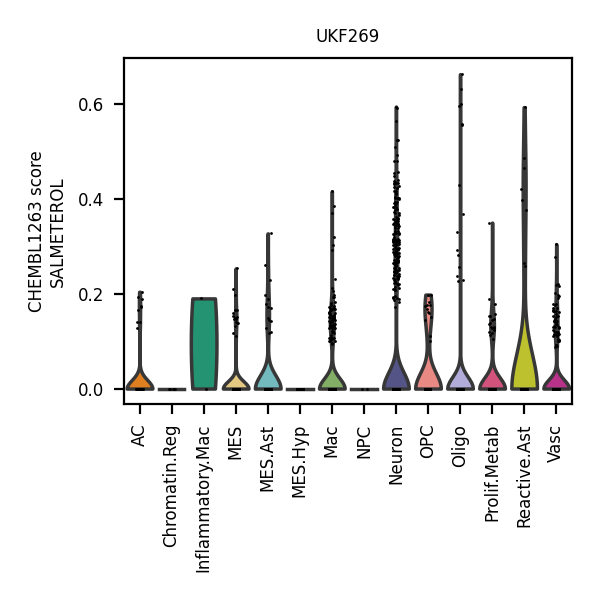 UKF269
CHEMBL1263 score
SALMETEROL
0.6
0.4
0.2
0.0
AC
Chromatin.Reg
Inflammatory.Mac
MES
MES.Ast
MES.Hyp
Mac
NPC
Neuron
OPC
Oligo
Prolif.Metab
Reactive.Ast
Vasc